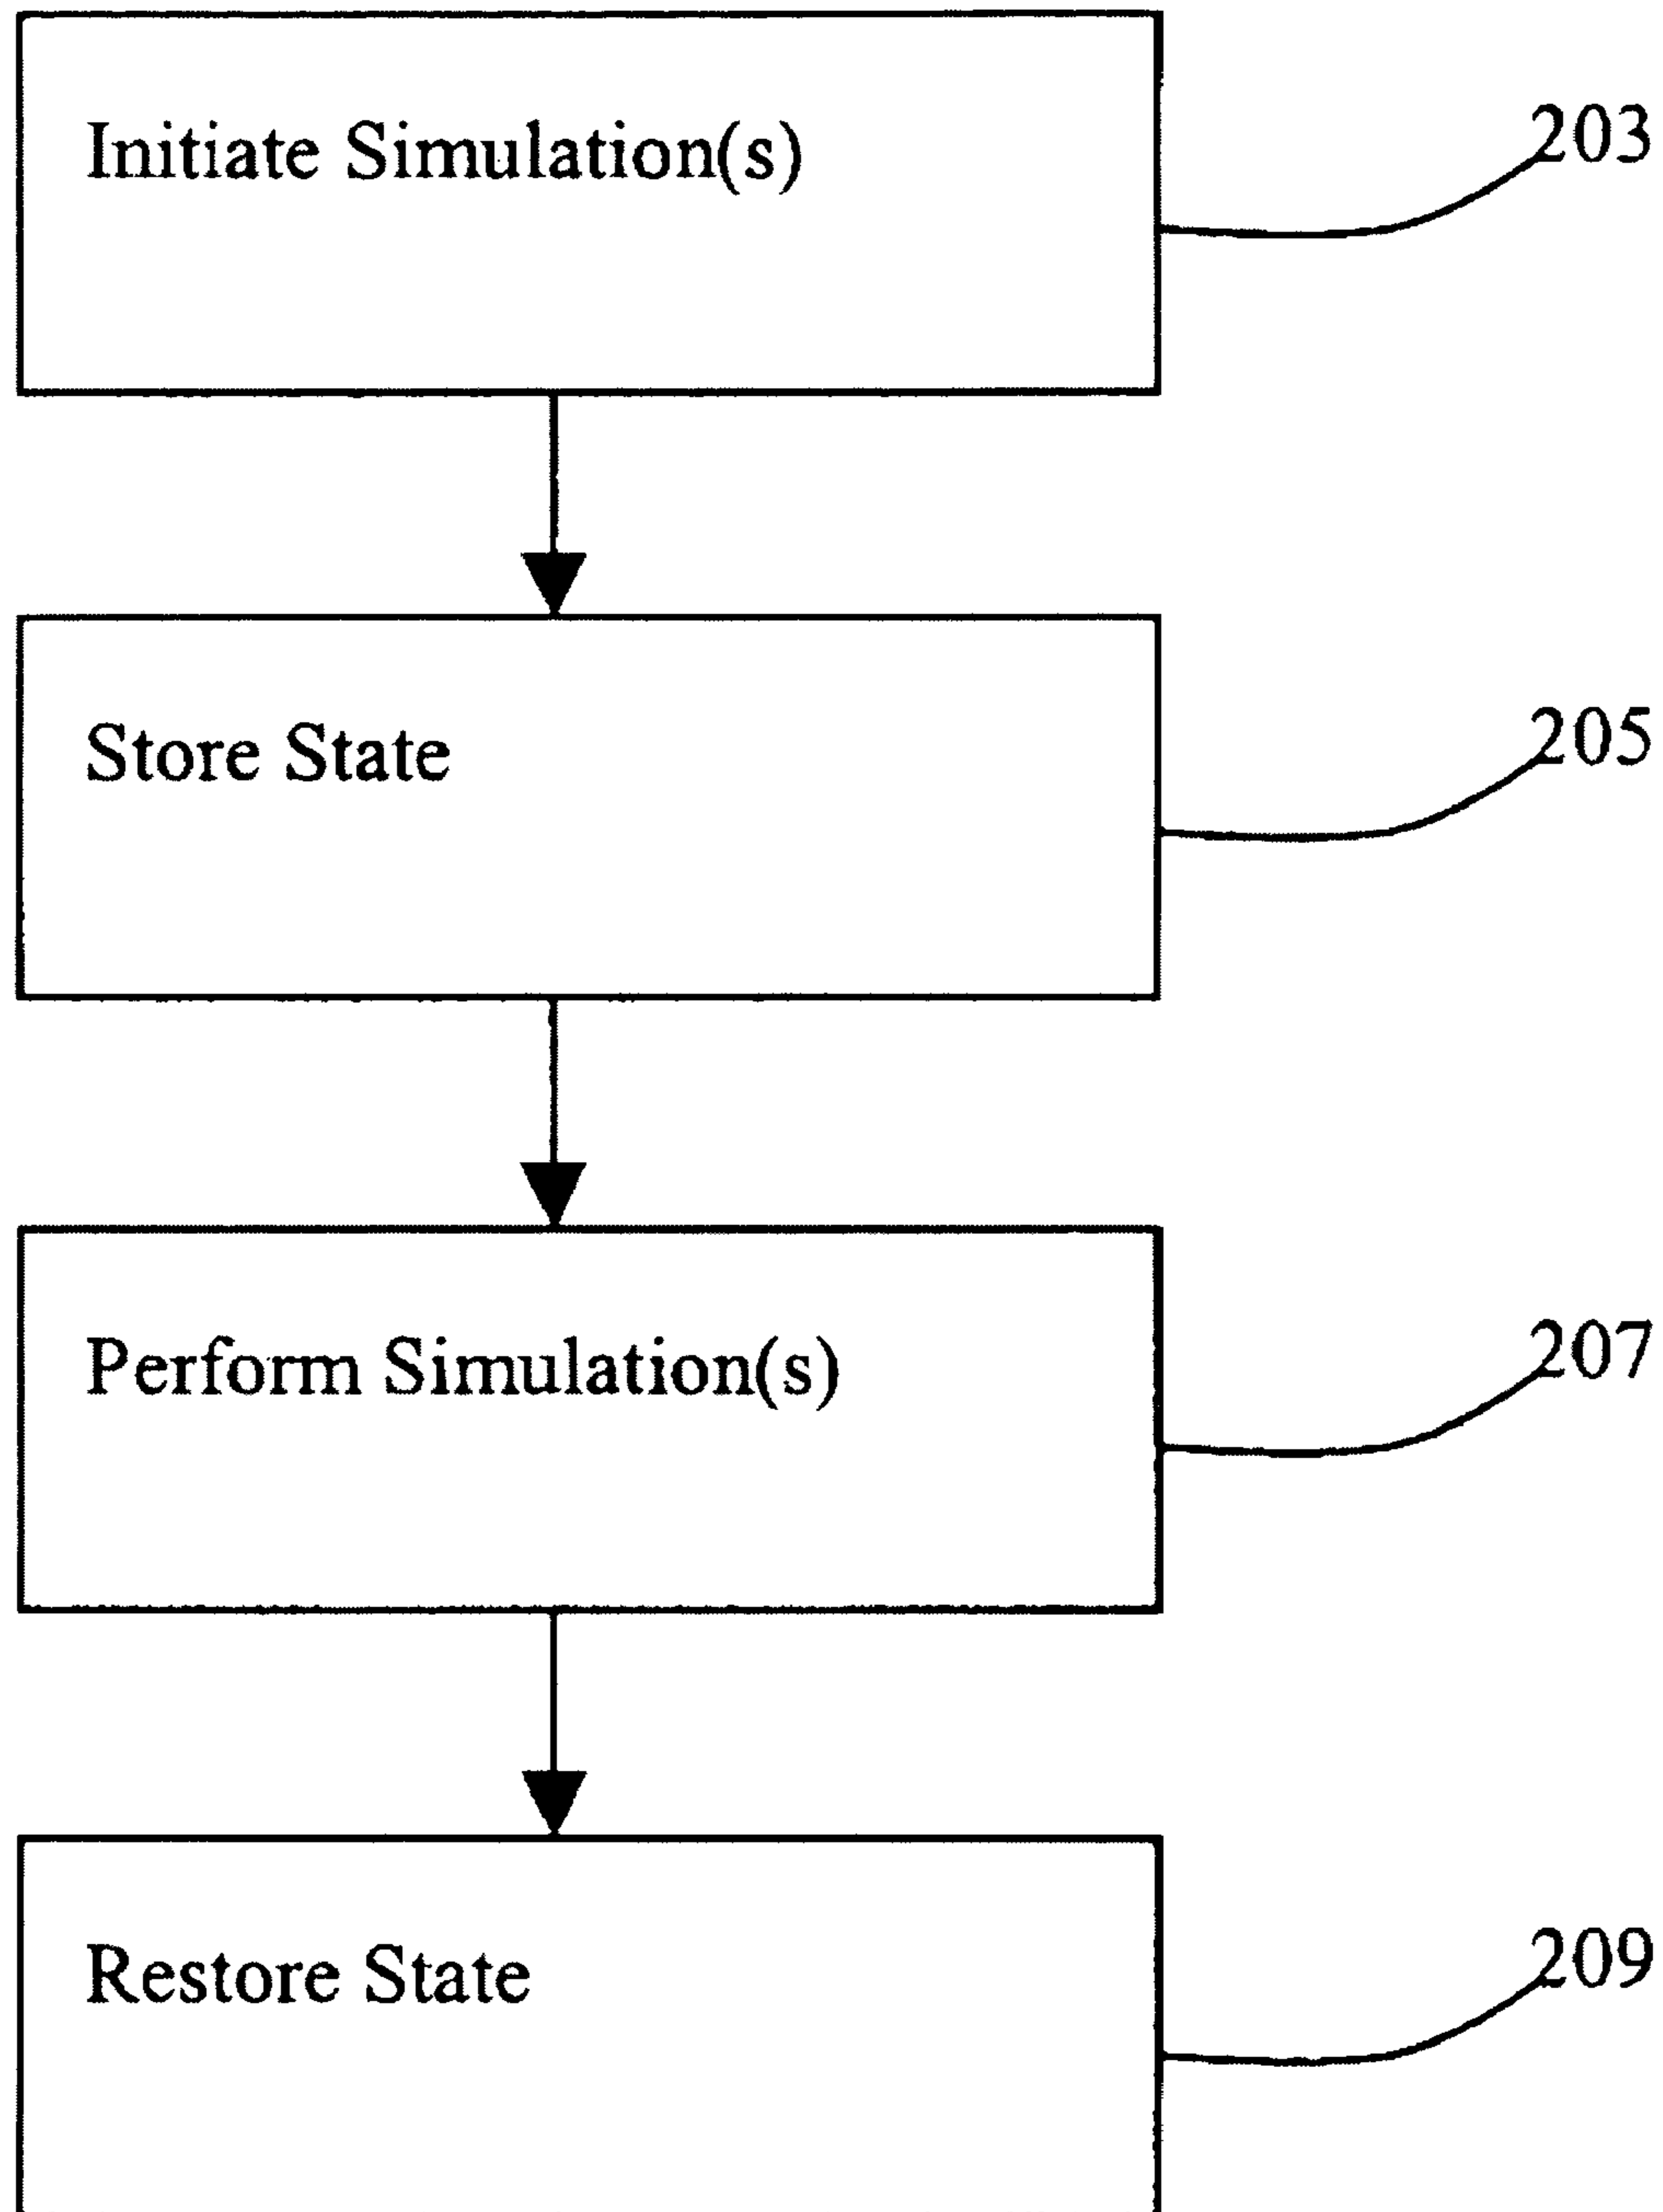 Initiate Simulation(s)
203
Store State
205
Perform Simulation(s)
207
Restore State
209